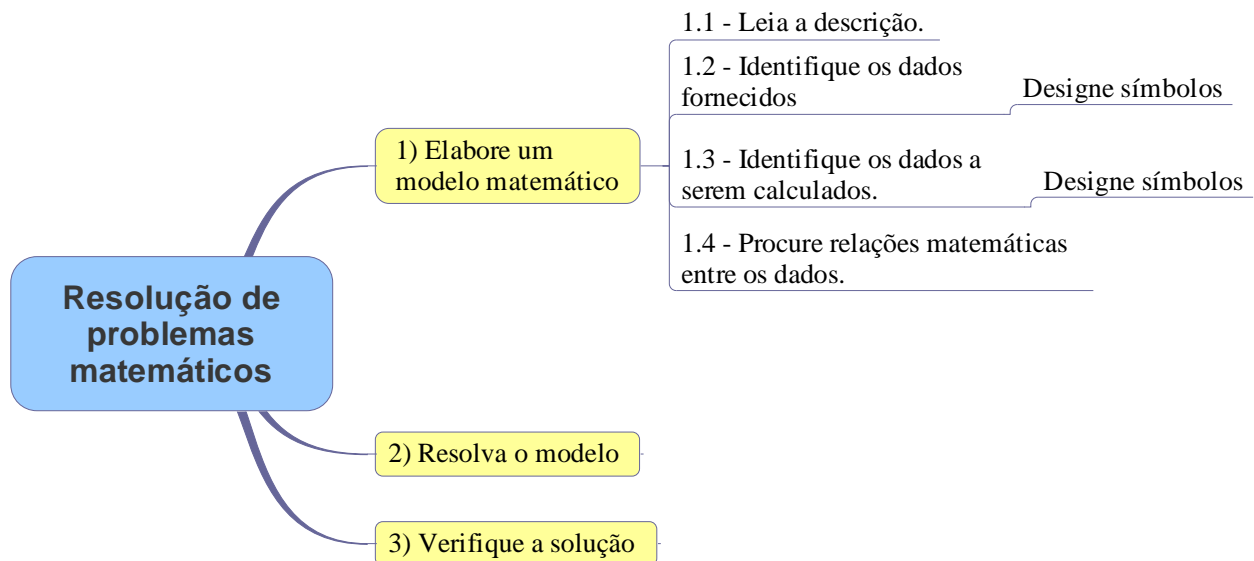 Resolução de
problemas
matemáticos
1) Elabore um
modelo matemático
1.1 - Leia a descrição.
1.2 - Identifique os dados
fornecidos
Designe símbolos
1.3 - Identifique os dados a
serem calculados.
Designe símbolos
1.4 - Procure relações matemáticas
entre os dados.
2) Resolva o modelo
3) Verifique a solução